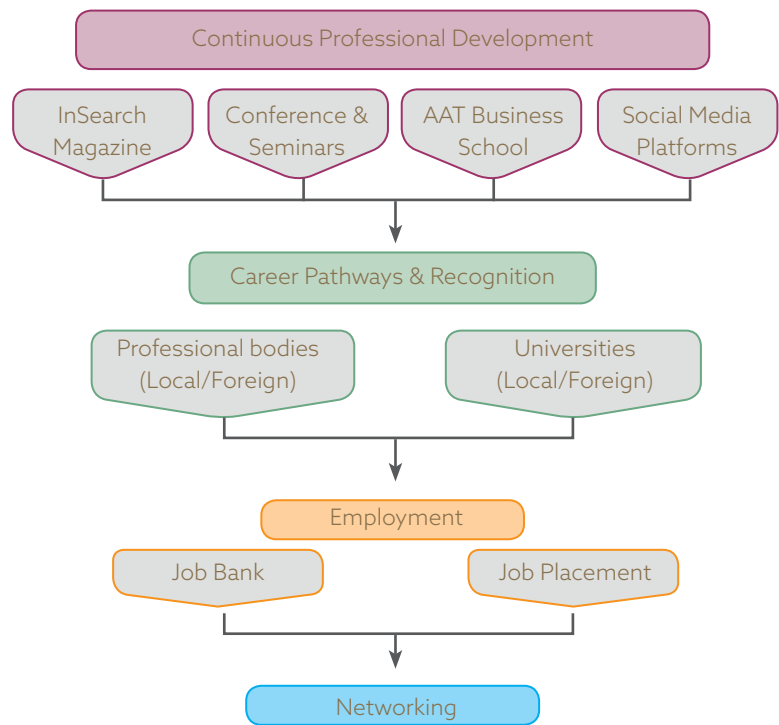 Continuous Professional Development
InSearch
Magazine
Conference &
Seminars
AAT Business
School
Social Media
Platforms
Career Pathways & Recognition
Professional bodies
(Local/Foreign)
Universities
(Local/Foreign)
Employment
Job Bank
Job Placement
Networking